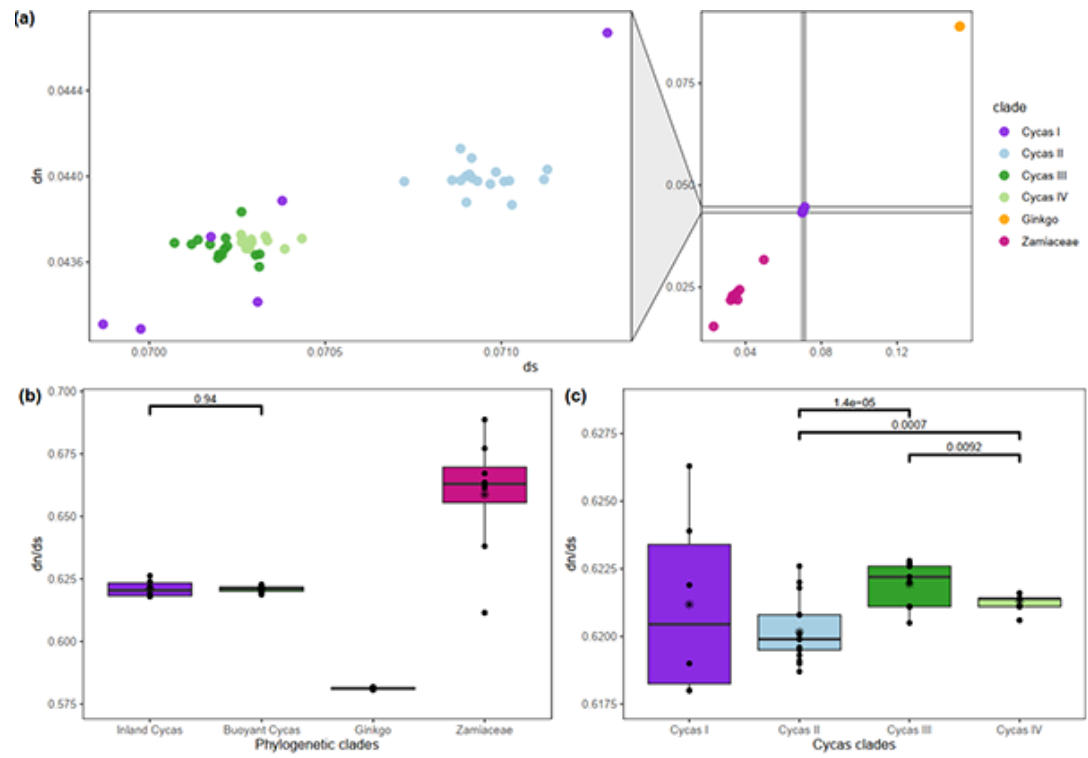 (a)
dn
0.0444
0.0440
0.0436
0.0700
0.0705
0.0710
ds
0.075
0.050
0.025
0.04
0.08
0.12
clade
Cycas I
Cycas II
Cycas III
Cycas IV
Ginkgo
Zamiaceae
(b)
dn/ds
0.700
0.675
0.650
0.625
0.600
0.575
0.94
Inland Cycas
Buoyant Cycas
Ginkgo
Zamiaceae
Phylogenetic clades
(c)
dn/ds
0.6275
0.6250
0.6225
0.6200
0.6175
1.4e−05
0.0007
0.0092
Cycas I
Cycas II
Cycas III
Cycas IV
Cycas clades